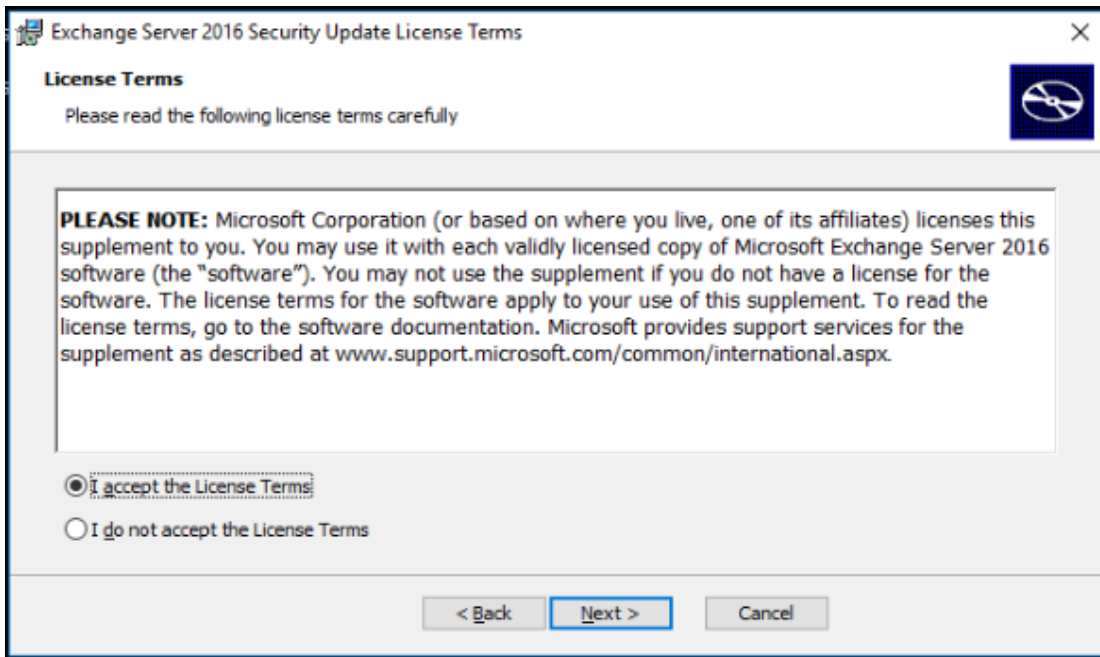 Exchange Server 2016 Security Update License Terms
License Terms
Please read the following license terms carefully
PLEASE NOTE: Microsoft Corporation (or based on where you live, one of its affiliates) licenses this
supplement to you. You may use it with each validly licensed copy of Microsoft Exchange Server 2016
software (the “software”). You may not use the supplement if you do not have a license for the
software. The license terms for the software apply to your use of this supplement. To read the
license terms, go to the software documentation. Microsoft provides support services for the
supplement as described at www.support.microsoft.com/common/international.aspx.
I accept the License Terms
I do not accept the License Terms
< Back Next > Cancel